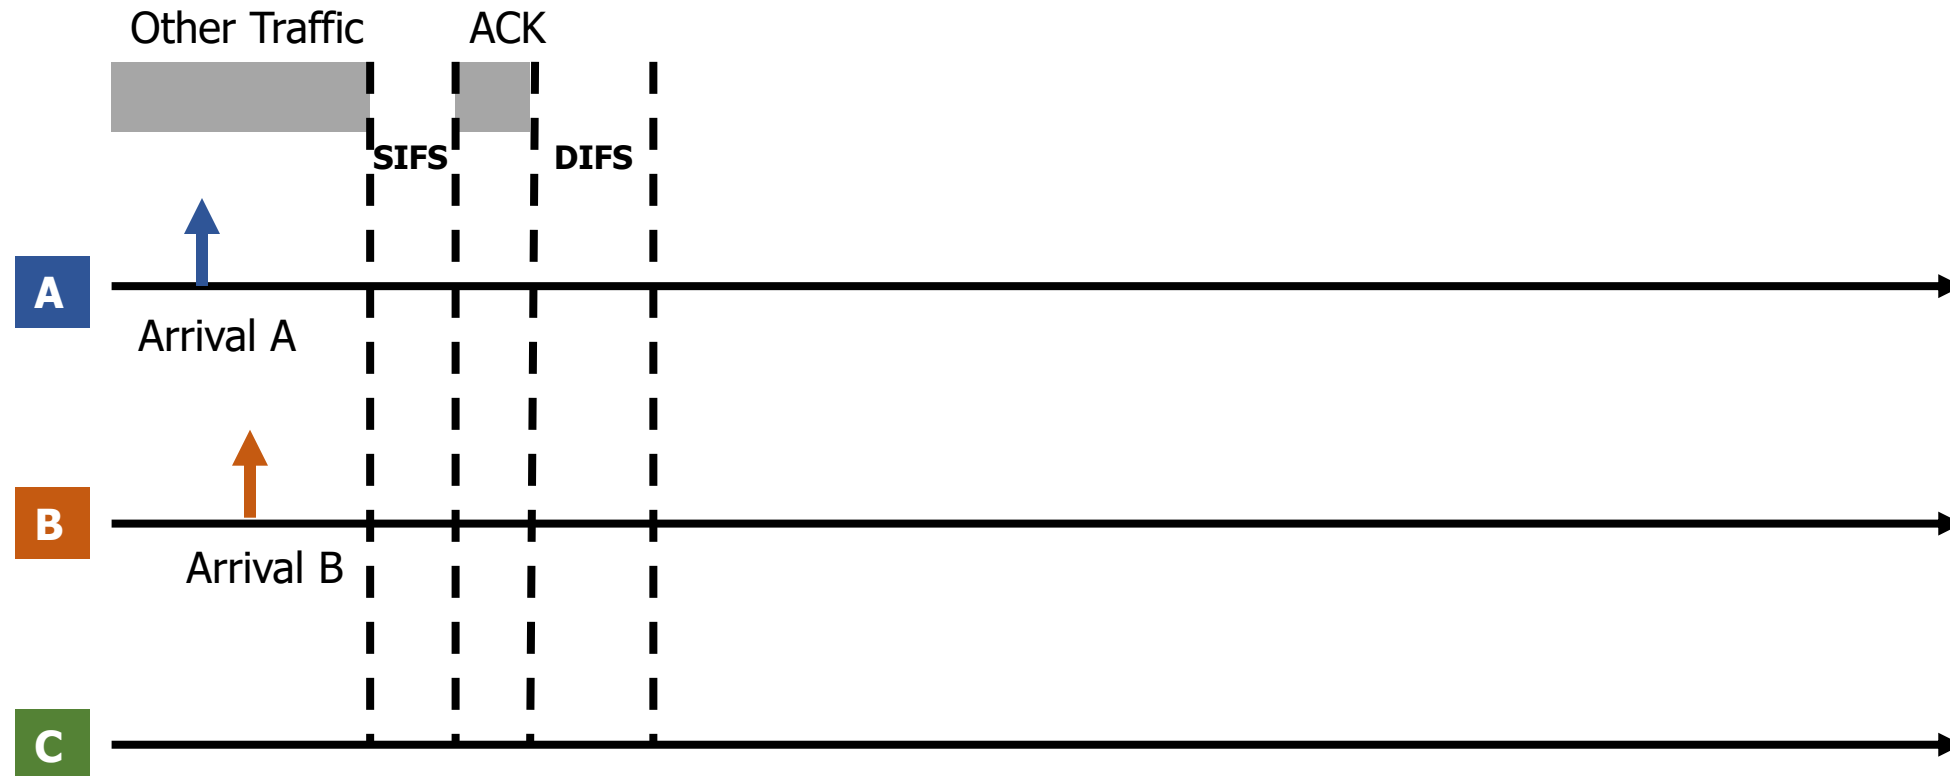 Other Traffic
ACK
SIFS
DIFS
A
Arrival A
B
Arrival B
C